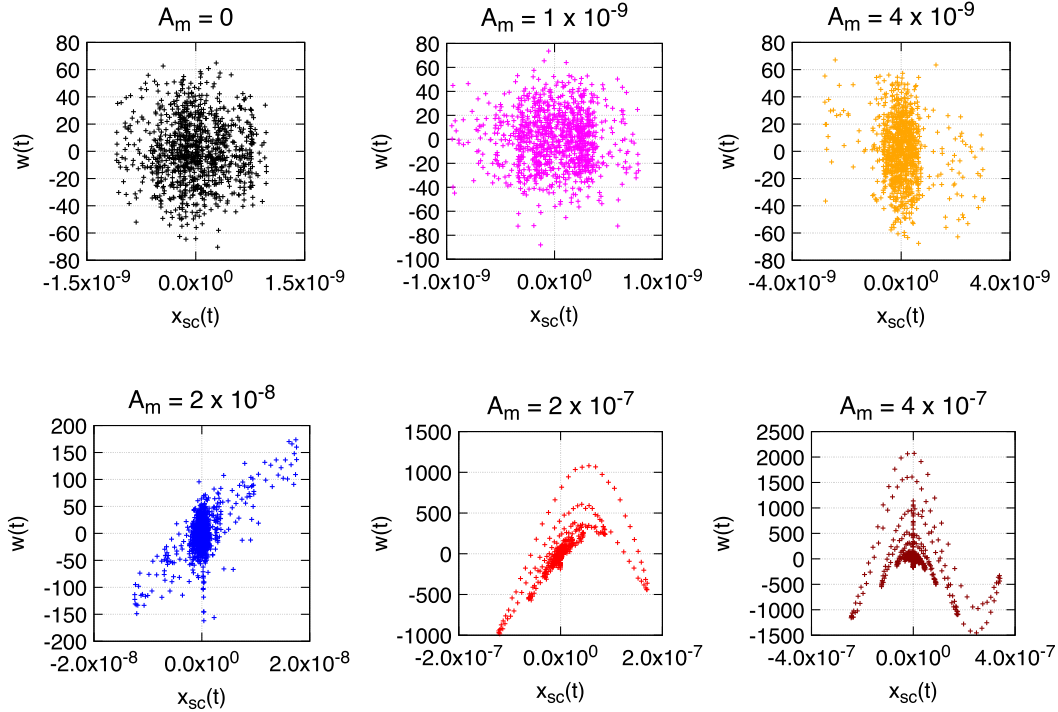 A_m = 0
80
60
40
20
0
-20
-40
-60
-80
w(t)
-1.5x10^-9 0.0x10^0 1.5x10^-9
x_sc(t)
A_m = 1 x 10^-9
80
60
40
20
0
-20
-40
-60
-80
-100
w(t)
-1.0x10^-9 0.0x10^0 1.0x10^-9
x_sc(t)
A_m = 4 x 10^-9
80
60
40
20
0
-20
-40
-60
-80
w(t)
-4.0x10^-9 0.0x10^0 4.0x10^-9
x_sc(t)
A_m = 2 x 10^-8
200
150
100
50
0
-50
-100
-150
-200
w(t)
-2.0x10^-8 0.0x10^0 2.0x10^-8
x_sc(t)
A_m = 2 x 10^-7
1500
1000
500
0
-500
-1000
w(t)
-2.0x10^-7 0.0x10^0 2.0x10^-7
x_sc(t)
A_m = 4 x 10^-7
2500
2000
1500
1000
500
0
-500
-1000
-1500
w(t)
-4.0x10^-7 0.0x10^0 4.0x10^-7
x_sc(t)